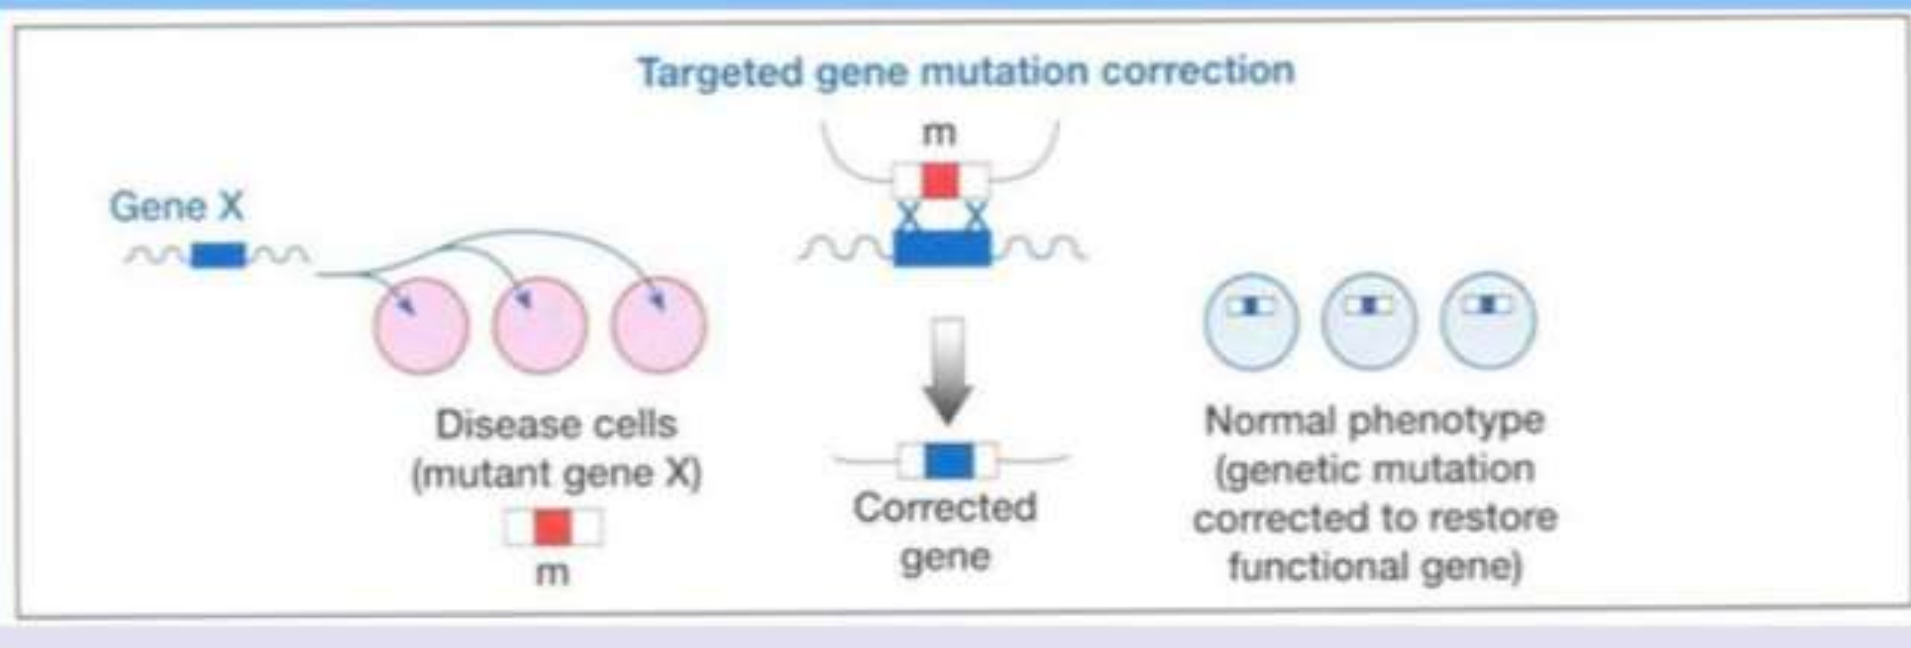 Targeted gene mutation correction
m
Gene X
Disease cells
(mutant gene X)
m
Corrected
gene
Normal phenotype
(genetic mutation
corrected to restore
functional gene)